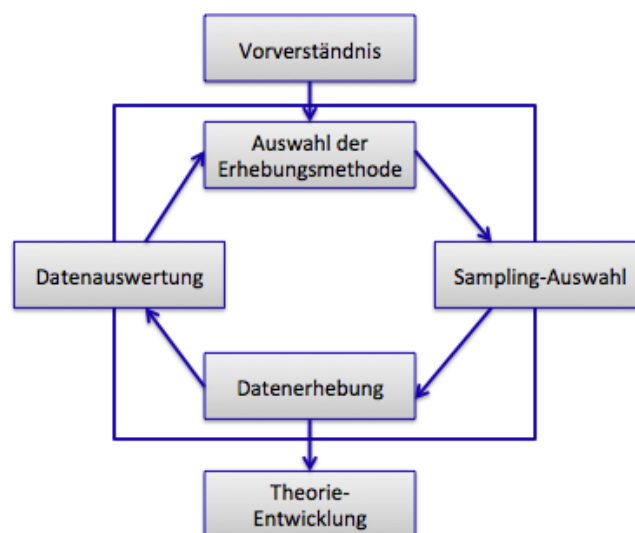 Vorverständnis
Auswahl der
Erhebungsmethode
Datenauswertung
Sampling-Auswahl
Datenerhebung
Theorie-
Entwicklung